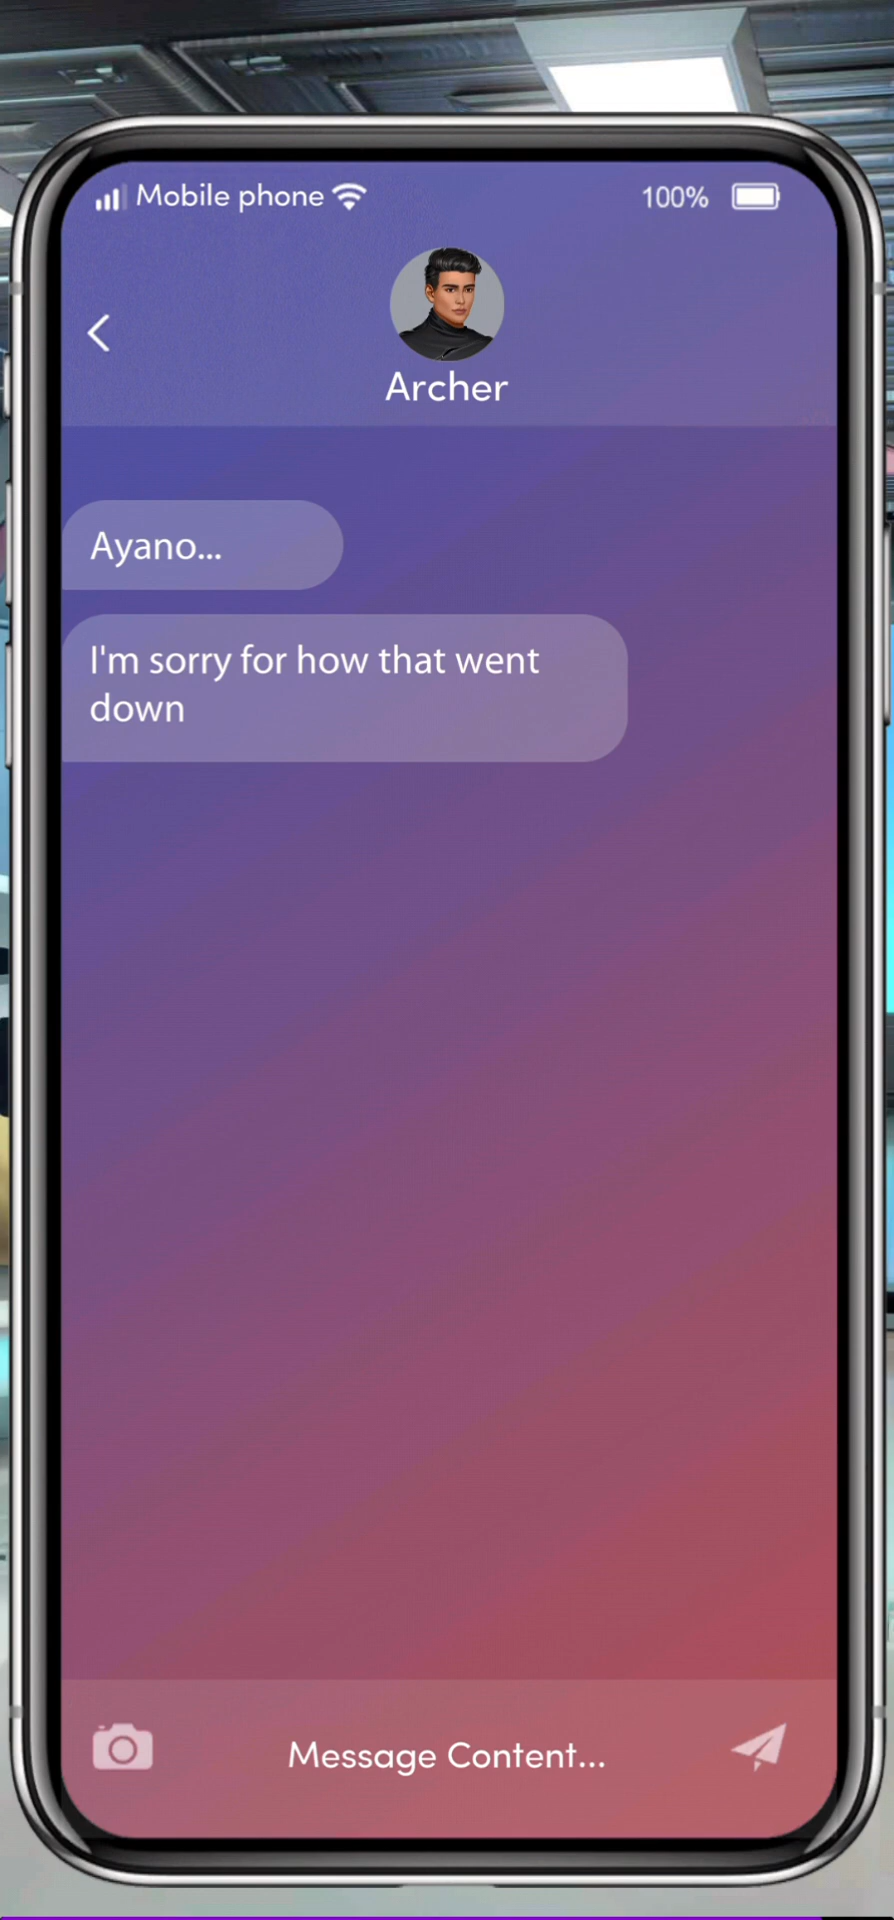 Mobile phone 100%
Archer
Ayano...
I'm sorry for how that went
down
Message Content...